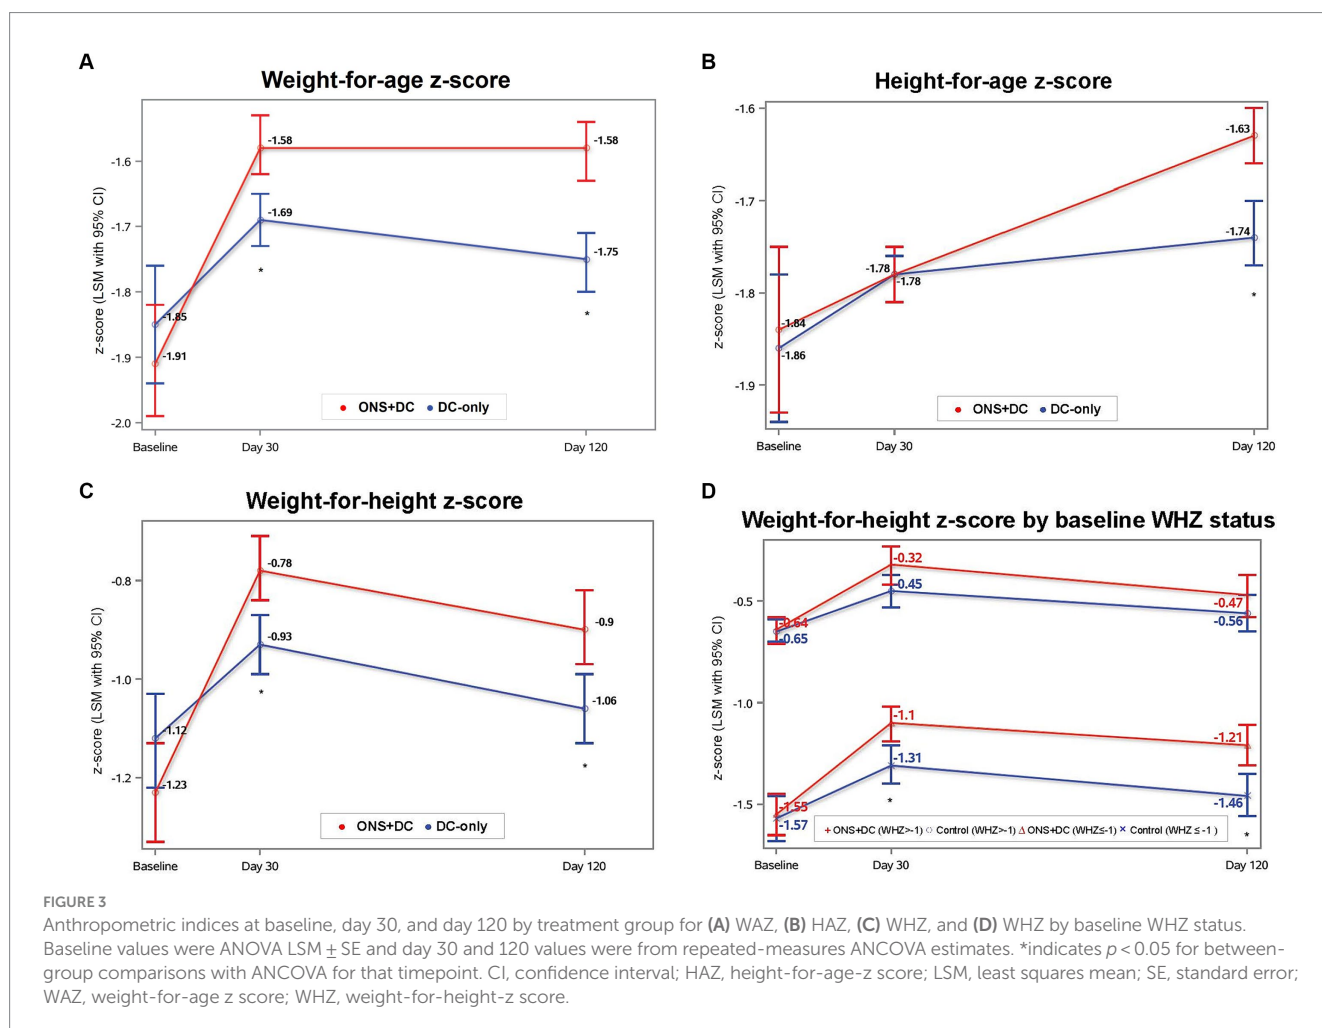 A
Weight-for-age z-score
z-score (LSM with 95% CI)
-1.6
-1.7
-1.8
-1.9
-2.0
-1.58
-1.58
-1.69
*
-1.75
*
-1.85
-1.91
ONS+DC DC-only
Baseline Day 30 Day 120
B
Height-for-age z-score
z-score (LSM with 95% CI)
-1.6
-1.7
-1.8
-1.9
-1.63
-1.74
*
-1.78
-1.78
-1.84
-1.86
ONS+DC DC-only
Baseline Day 30 Day 120
C
Weight-for-height z-score
z-score (LSM with 95% CI)
-0.8
-1.0
-1.2
-0.78
-0.9
-0.93
*
-1.06
*
-1.12
-1.23
ONS+DC DC-only
Baseline Day 30 Day 120
D
Weight-for-height z-score by baseline WHZ status
z-score (LSM with 95% CI)
-0.5
-1.0
-1.5
-0.32
-0.45
-0.47
-0.56
-0.64
-0.65
-1.1
-1.21
-1.31
*
-1.46
*
-1.55
-1.57
+ ONS+DC (WHZ>-1) ○ Control (WHZ>-1) △ ONS+DC (WHZ≤-1) × Control (WHZ ≤ -1 )
Baseline Day 30 Day 120
FIGURE 3
Anthropometric indices at baseline, day 30, and day 120 by treatment group for (A) WAZ, (B) HAZ, (C) WHZ, and (D) WHZ by baseline WHZ status.
Baseline values were ANOVA LSM ± SE and day 30 and 120 values were from repeated-measures ANCOVA estimates. *indicates p < 0.05 for between-
group comparisons with ANCOVA for that timepoint. CI, confidence interval; HAZ, height-for-age-z score; LSM, least squares mean; SE, standard error;
WAZ, weight-for-age z score; WHZ, weight-for-height-z score.